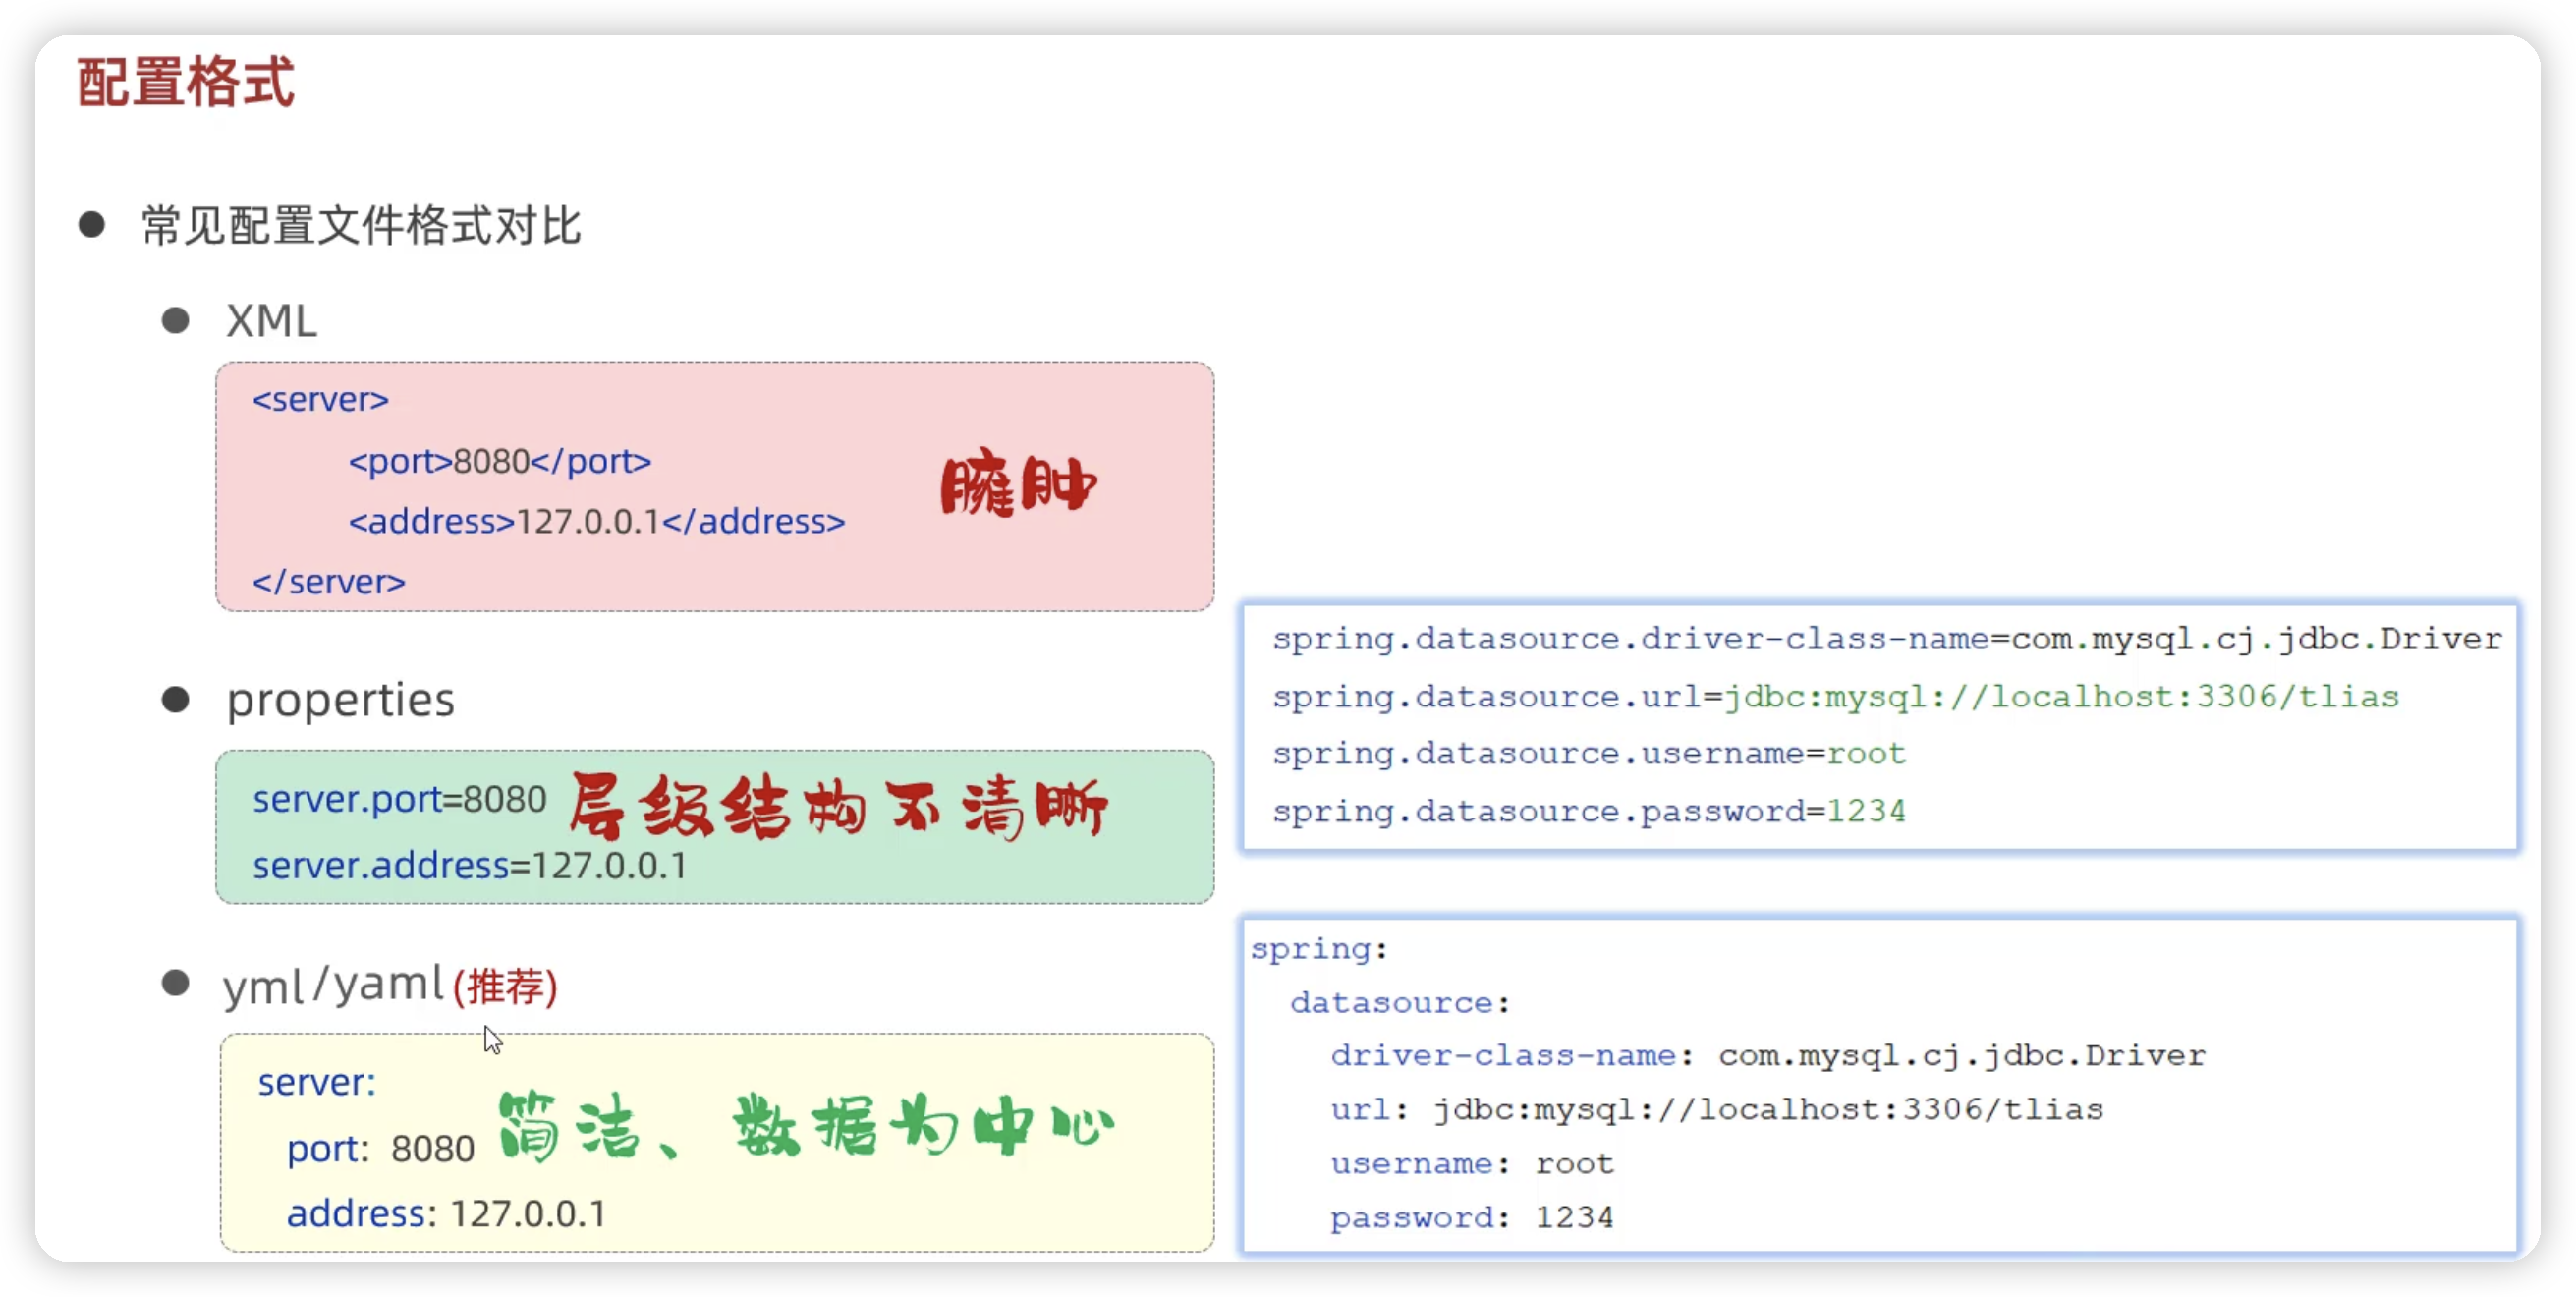 配置格式
常见配置文件格式对比
XML
<server>
<port>8080</port>
<address>127.0.0.1</address>
</server>
臃肿
properties
server.port=8080
server.address=127.0.0.1
层级结构不清晰
spring.datasource.driver-class-name=com.mysql.cj.jdbc.Driver
spring.datasource.url=jdbc:mysql://localhost:3306/tlias
spring.datasource.username=root
spring.datasource.password=1234
yml/yaml(推荐)
server:
port: 8080
address: 127.0.0.1
简洁、数据为中心
spring:
datasource:
driver-class-name: com.mysql.cj.jdbc.Driver
url: jdbc:mysql://localhost:3306/tlias
username: root
password: 1234